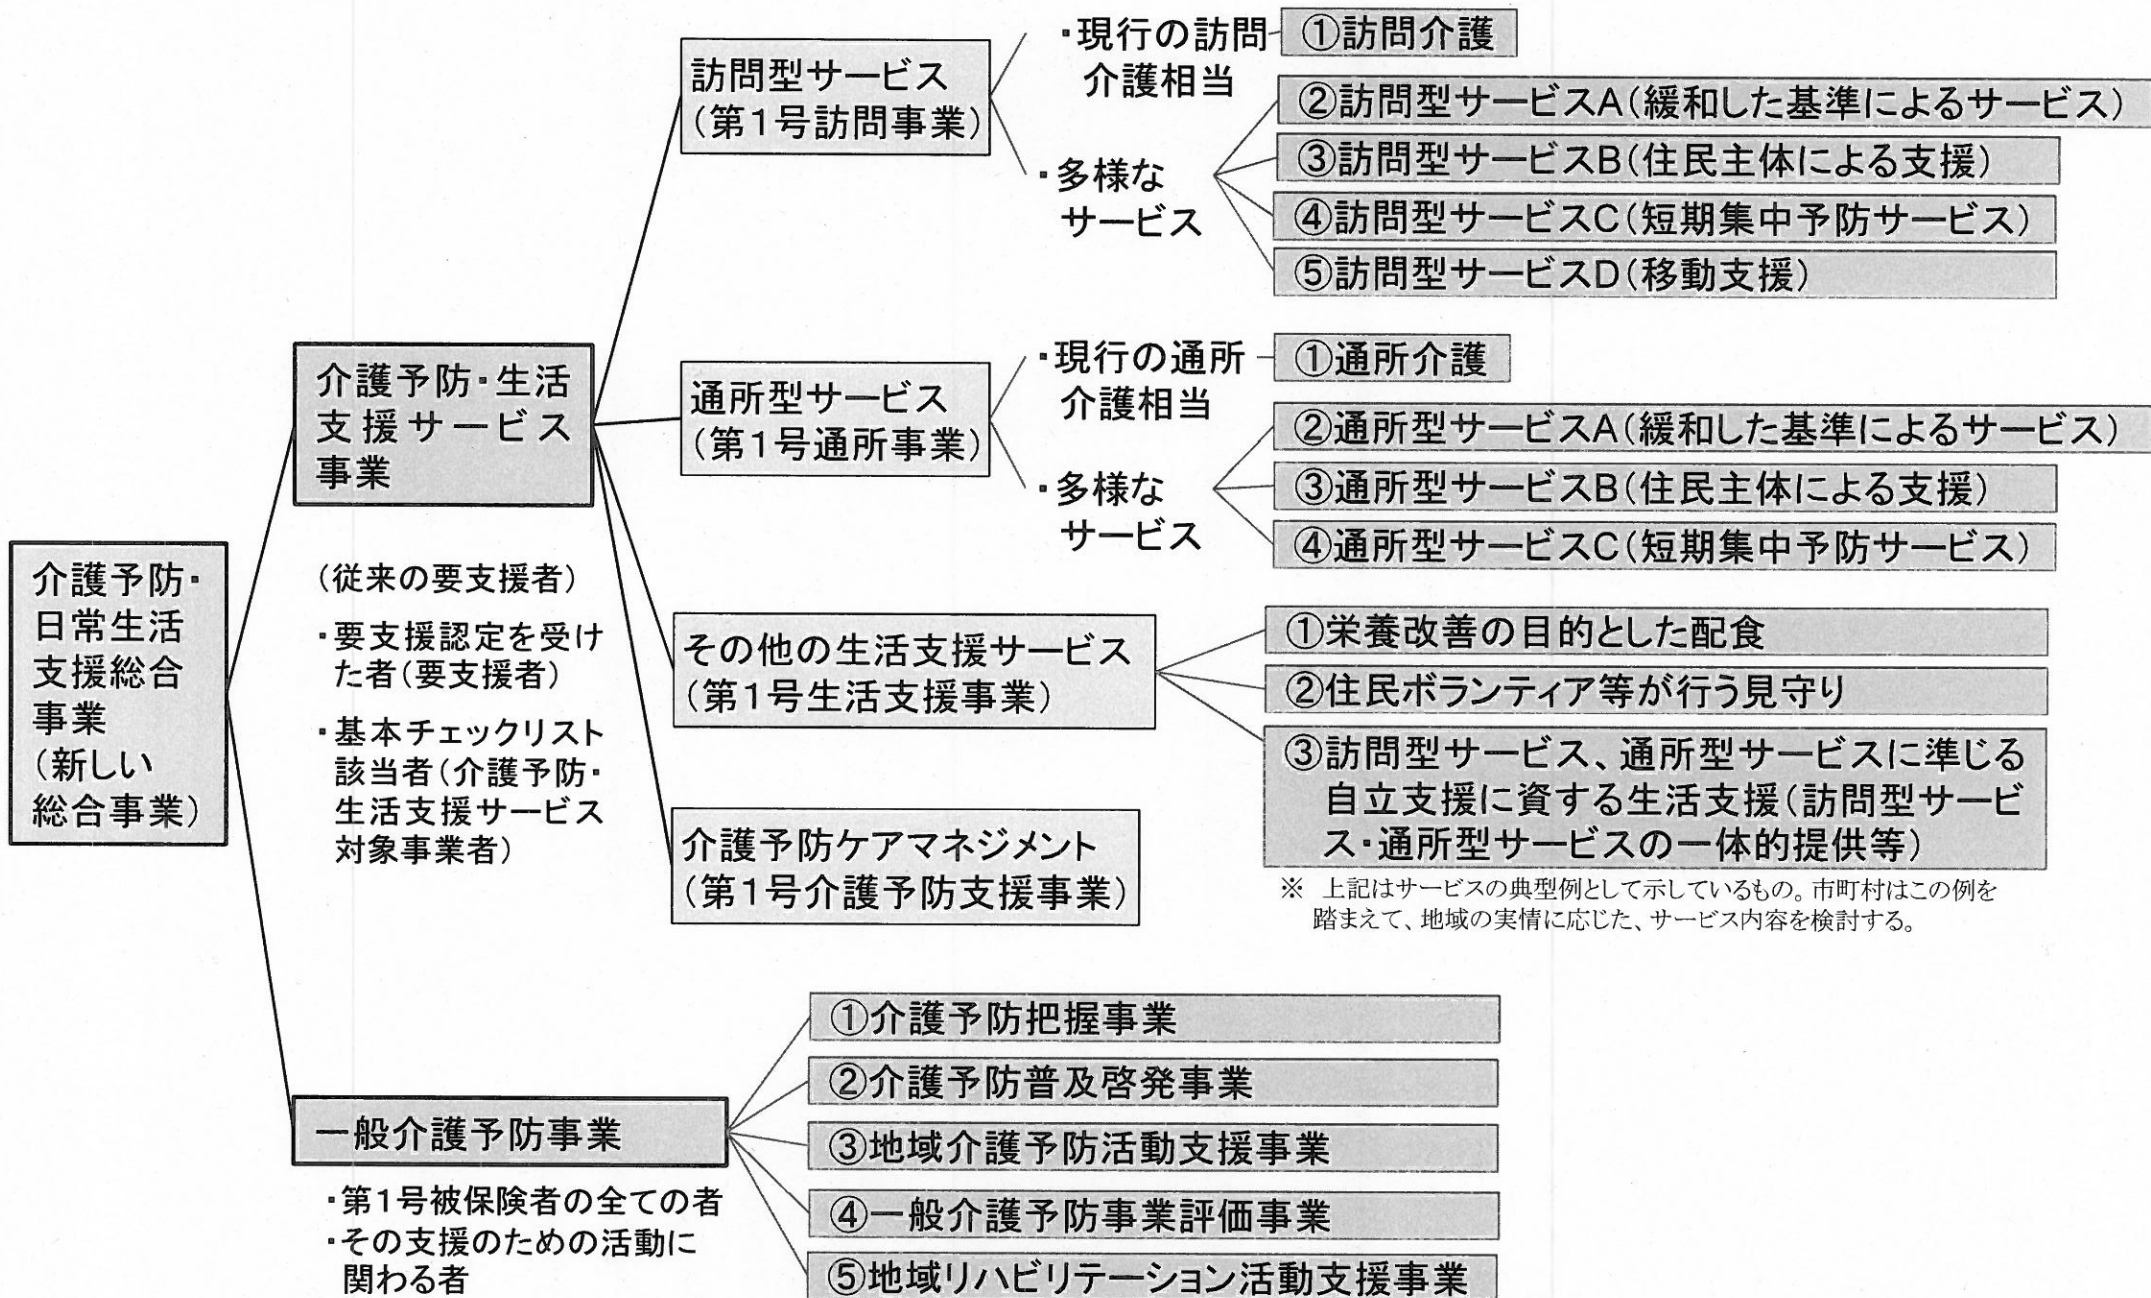 介護予防・
日常生活
支援総合
事業
（新しい
総合事業）
介護予防・生活
支援サービス
事業
（従来の要支援者）
・要支援認定を受け
た者（要支援者）
・基本チェックリスト
該当者（介護予防・
生活支援サービス
対象事業者）
訪問型サービス
（第1号訪問事業）
・現行の訪問
介護相当
①訪問介護
・多様な
サービス
②訪問型サービスA（緩和した基準によるサービス）
③訪問型サービスB（住民主体による支援）
④訪問型サービスC（短期集中予防サービス）
⑤訪問型サービスD（移動支援）
通所型サービス
（第1号通所事業）
・現行の通所
介護相当
①通所介護
・多様な
サービス
②通所型サービスA（緩和した基準によるサービス）
③通所型サービスB（住民主体による支援）
④通所型サービスC（短期集中予防サービス）
その他の生活支援サービス
（第1号生活支援事業）
①栄養改善の目的とした配食
②住民ボランティア等が行う見守り
③訪問型サービス、通所型サービスに準じる
自立支援に資する生活支援（訪問型サービ
ス・通所型サービスの一体的提供等）
※ 上記はサービスの典型例として示しているもの。市町村はこの例を
踏まえて、地域の実情に応じた、サービス内容を検討する。
介護予防ケアマネジメント
（第1号介護予防支援事業）
一般介護予防事業
・第1号被保険者の全ての者
・その支援のための活動に
関わる者
①介護予防把握事業
②介護予防普及啓発事業
③地域介護予防活動支援事業
④一般介護予防事業評価事業
⑤地域リハビリテーション活動支援事業